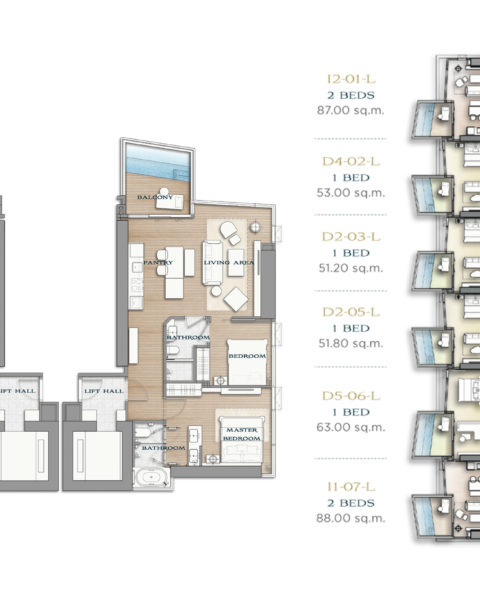 BALCONY
PANTRY
LIVING AREA
BATHROOM
BEDROOM
LIFT HALL
LIFT HALL
MASTER
BEDROOM
BATHROOM
12-01-L
2 BEDS
87.00 sq.m.
D4-02-L
1 BED
53.00 sq.m.
D2-03-L
1 BED
51.20 sq.m.
D2-05-L
1 BED
51.80 sq.m.
D5-06-L
1 BED
63.00 sq.m.
11-07-L
2 BEDS
88.00 sq.m.